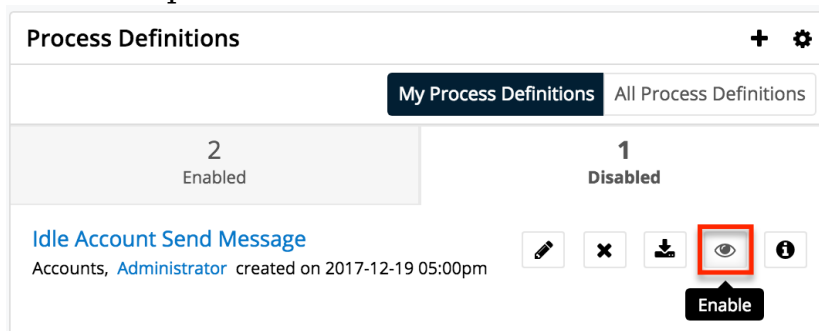 Process Definitions
My Process Definitions All Process Definitions
2
Enabled
1
Disabled
Idle Account Send Message
Accounts, Administrator created on 2017-12-19 05:00pm
Enable